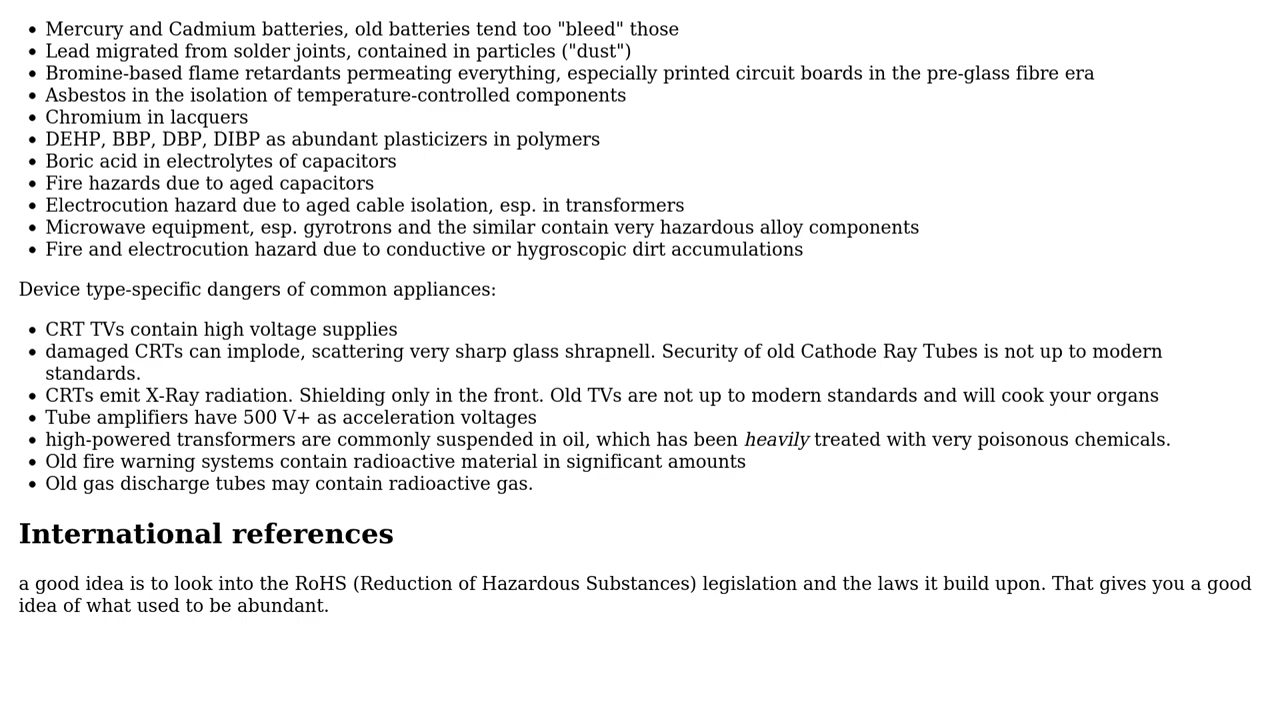 Mercury and Cadmium batteries, old batteries tend too "bleed" those
Lead migrated from solder joints, contained in particles ("dust")
Bromine-based flame retardants permeating everything, especially printed circuit boards in the pre-glass fibre era
Asbestos in the isolation of temperature-controlled components
Chromium in lacquers
DEHP, BBP, DBP, DIBP as abundant plasticizers in polymers
Boric acid in electrolytes of capacitors
Fire hazards due to aged capacitors
Electrocution hazard due to aged cable isolation, esp. in transformers
Microwave equipment, esp. gyrotrons and the similar contain very hazardous alloy components
Fire and electrocution hazard due to conductive or hygroscopic dirt accumulations
Device type-specific dangers of common appliances:
CRT TVs contain high voltage supplies
damaged CRTs can implode, scattering very sharp glass shrapnell. Security of old Cathode Ray Tubes is not up to modern
standards.
CRTs emit X-Ray radiation. Shielding only in the front. Old TVs are not up to modern standards and will cook your organs
Tube amplifiers have 500 V+ as acceleration voltages
high-powered transformers are commonly suspended in oil, which has been heavily treated with very poisonous chemicals.
Old fire warning systems contain radioactive material in significant amounts
Old gas discharge tubes may contain radioactive gas.
International references
a good idea is to look into the RoHS (Reduction of Hazardous Substances) legislation and the laws it build upon. That gives you a good
idea of what used to be abundant.